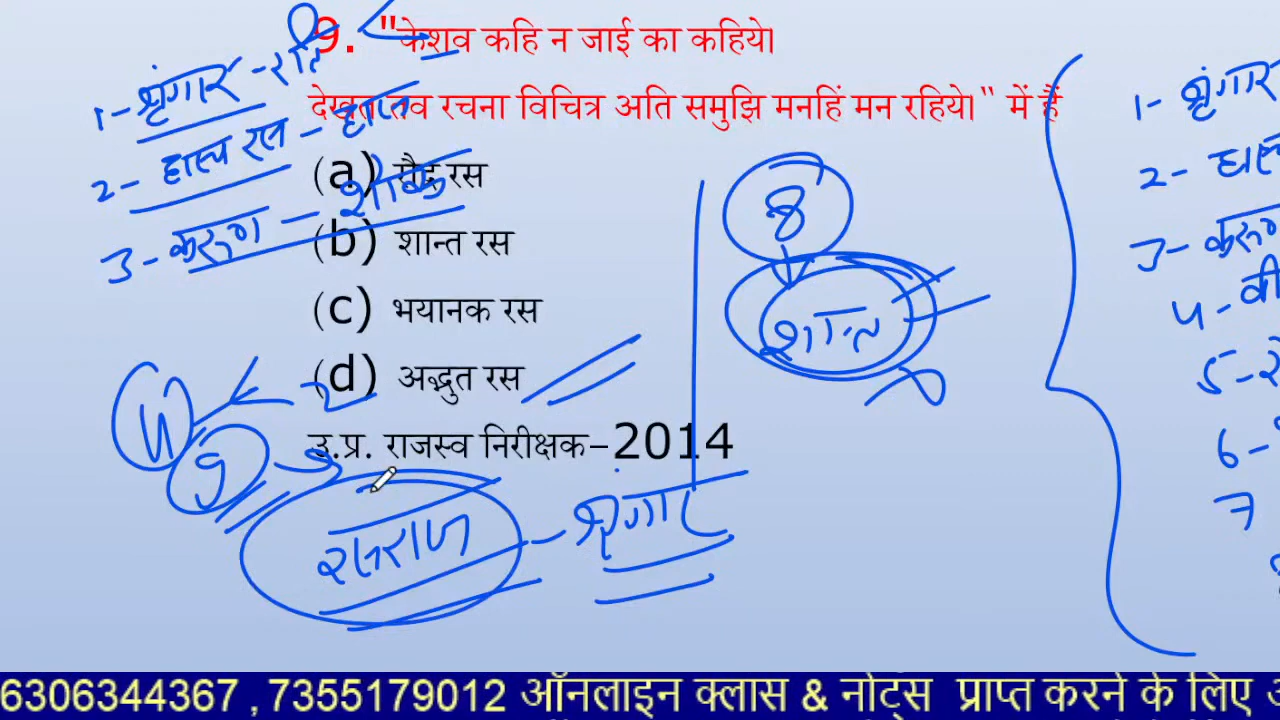 9. "केशव कहि न जाई का कहिये।
देखत तव रचना विचित्र अति समुझि मनहिं मन रहिये।" में हैं
(a) रौद्र रस
(b) शान्त रस
(c) भयानक रस
(d) अद्भुत रस
उ.प्र. राजस्व निरीक्षक–2014
1- श्रृंगार - रति
2- हास्य रस - हास
3- करुण - शोक
8
शान्त
9
रसराज - श्रृंगार
1- श्रृंगार
2-
3- करुण
4-
5-
6-
7
6306344367 ,7355179012 ऑनलाइन क्लास & नोट्स प्राप्त करने के लिए